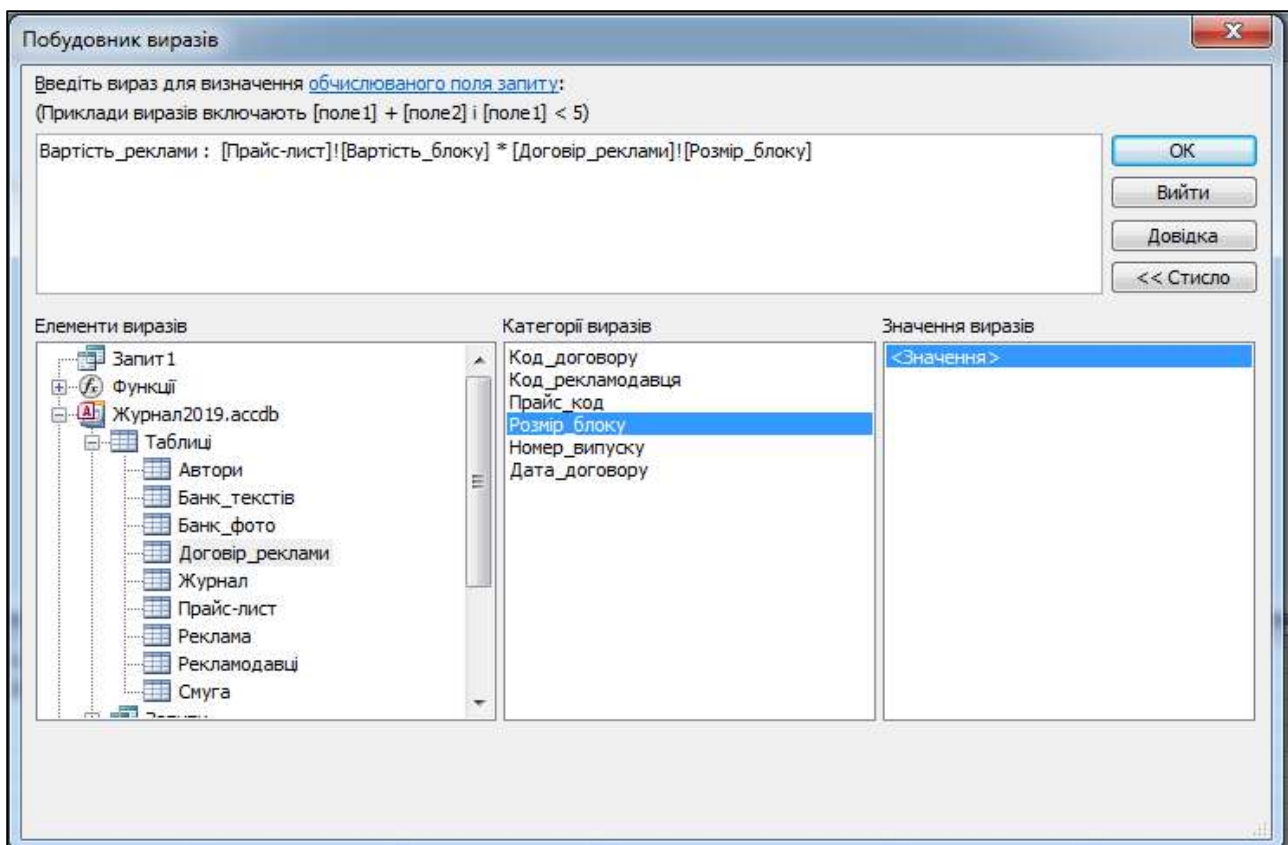 Побудовник виразів
Введіть вираз для визначення обчислюваного поля запиту:
(Приклади виразів включають [поле1] + [поле2] і [поле1] < 5)
Вартість_реклами : [Прайс-лист]![Вартість_блоку] * [Договір_реклами]![Розмір_блоку]
ОК
Вийти
Довідка
<< Стисло
Елементи виразів
Запит1
Функції
Журнал2019.accdb
Таблиці
Автори
Банк_текстів
Банк_фото
Договір_реклами
Журнал
Прайс-лист
Реклама
Рекламодавці
Смуга
Категорії виразів
Код_договору
Код_рекламодавця
Прайс_код
Розмір_блоку
Номер_випуску
Дата_договору
Значення виразів
<Значення>